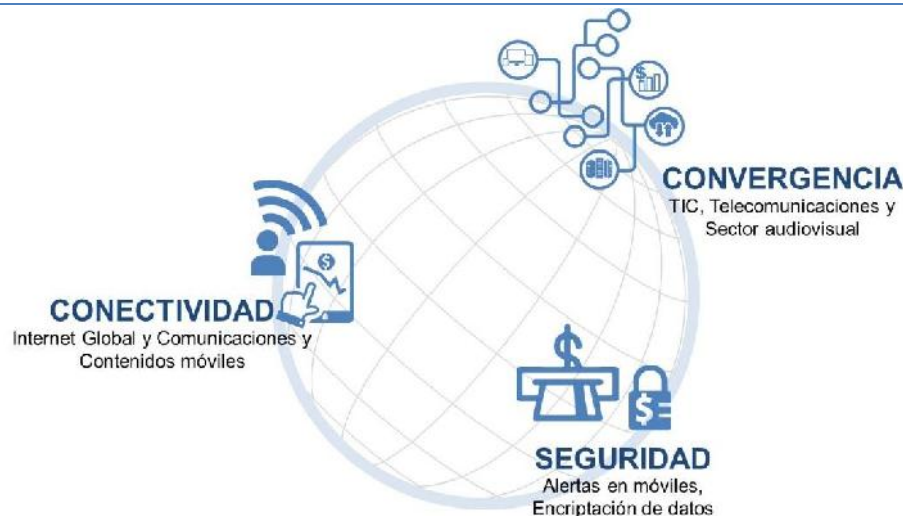 CONVERGENCIA
TIC, Telecomunicaciones y
Sector audiovisual
CONECTIVIDAD
Internet Global y Comunicaciones y
Contenidos móviles
SEGURIDAD
Alertas en móviles,
Encriptación de datos